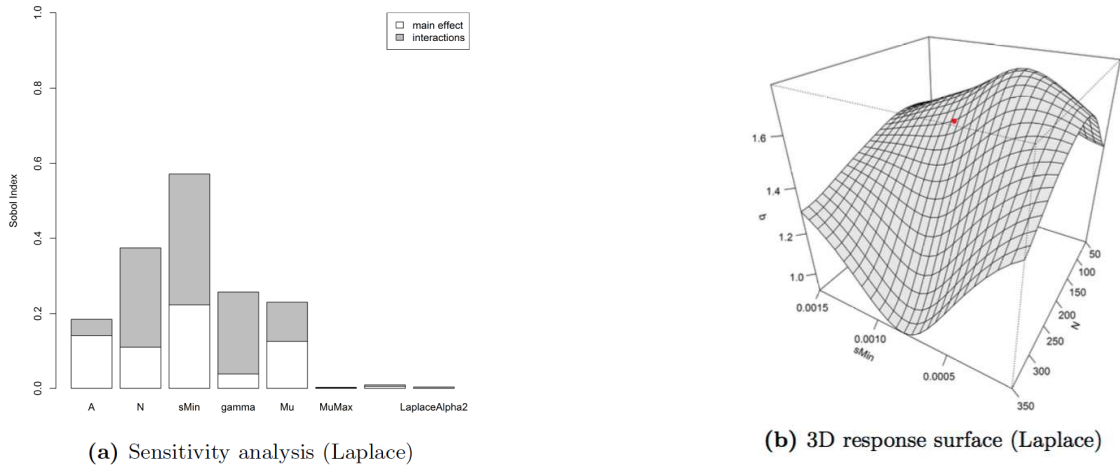 1.0
main effect
interactions
0.8
0.6
0.4
0.2
0.0
Sobol Index
A N sMin gamma Mu MuMax LaplaceAlpha2
(a) Sensitivity analysis (Laplace)
1.6
1.4
1.2
1.0
q
0.0015
0.0010
0.0005
sMin
50
100
150
200
250
300
350
N
(b) 3D response surface (Laplace)